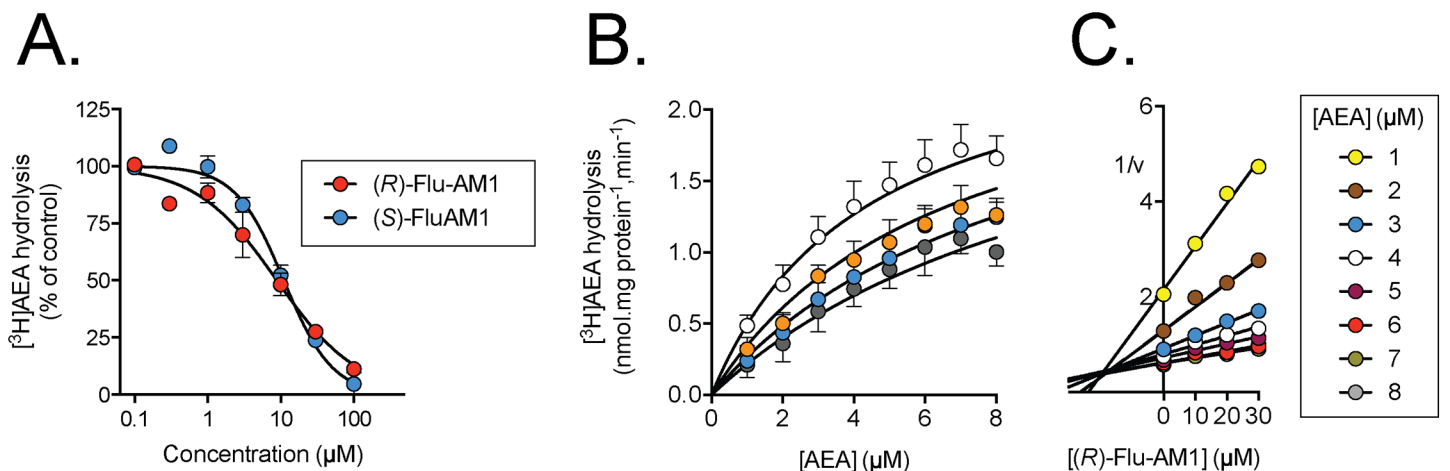 A.
B.
C.
[³H]AEA hydrolysis
(% of control)
125
100
75
50
25
0
0.1
1
10
100
Concentration (µM)
(R)-Flu-AM1
(S)-FluAM1
[³H]AEA hydrolysis
(nmol.mg protein⁻¹,min⁻¹)
2.0
1.5
1.0
0.5
0.0
0
2
4
6
8
[AEA] (µM)
6
1/v
4
2
0
10
20
30
[(R)-Flu-AM1] (µM)
[AEA] (µM)
1
2
3
4
5
6
7
8